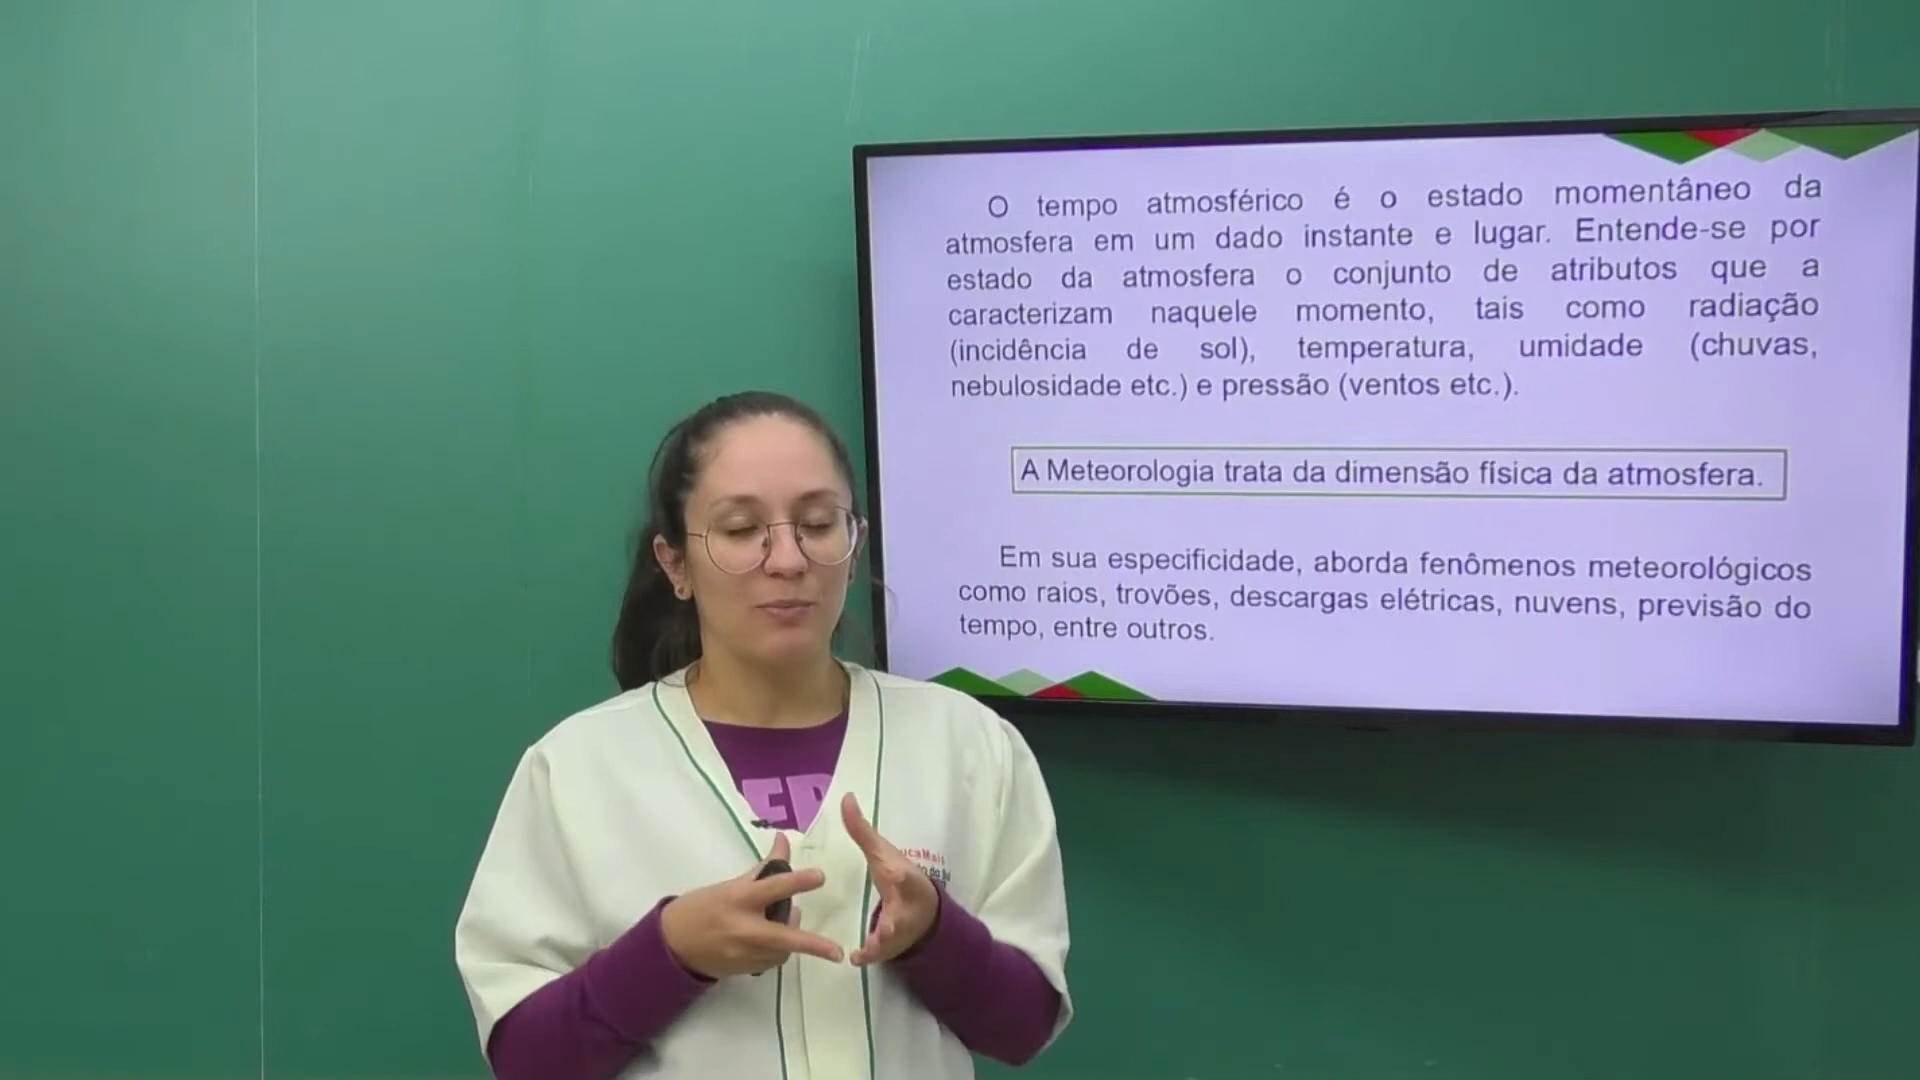 O tempo atmosférico é o estado momentâneo da
atmosfera em um dado instante e lugar. Entende-se por
estado da atmosfera o conjunto de atributos que a
caracterizam naquele momento, tais como radiação
(incidência de sol), temperatura, umidade (chuvas,
nebulosidade etc.) e pressão (ventos etc.).
A Meteorologia trata da dimensão física da atmosfera.
Em sua especificidade, aborda fenômenos meteorológicos
como raios, trovões, descargas elétricas, nuvens, previsão do
tempo, entre outros.